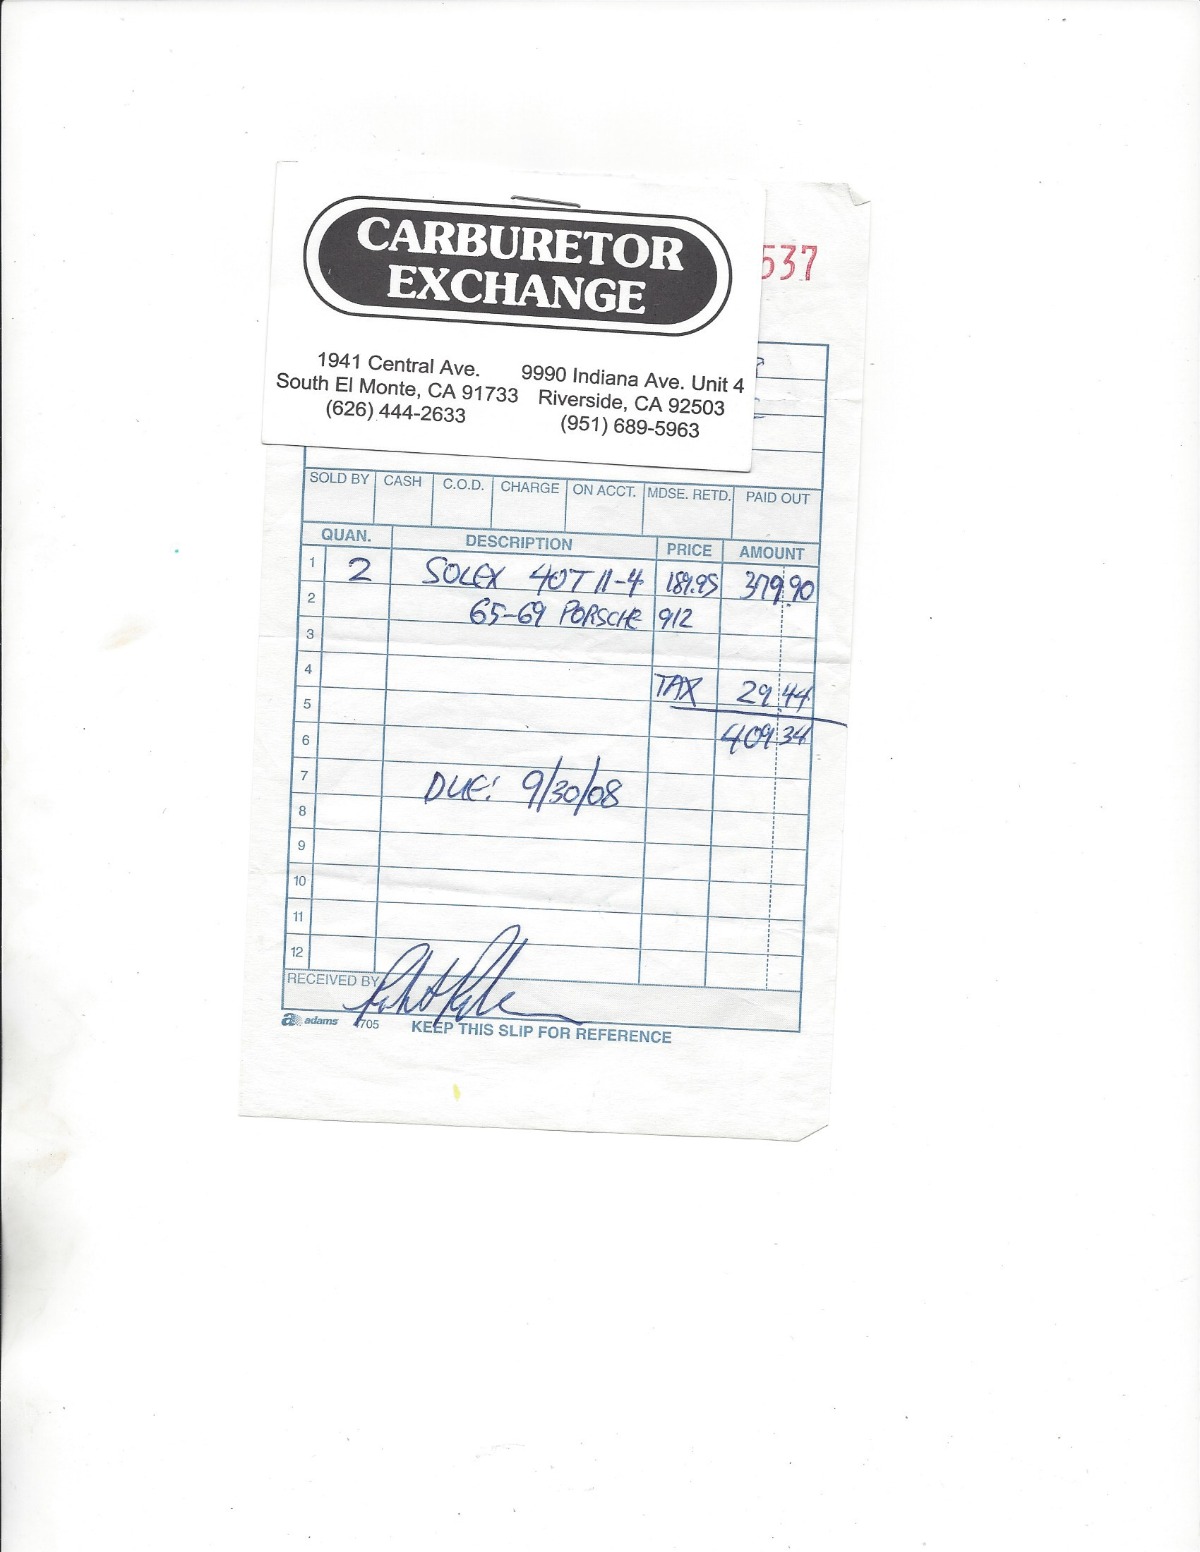 CARBURETOR
EXCHANGE
537
1941 Central Ave.
South El Monte, CA 91733
(626) 444-2633
9990 Indiana Ave. Unit 4
Riverside, CA 92503
(951) 689-5963
SOLD BY CASH C.O.D. CHARGE ON ACCT. MDSE. RETD. PAID OUT
QUAN. DESCRIPTION PRICE AMOUNT
1 2 SOLEX 40T11-4 189.95 379.90
2 65-69 PORSCHE 912
3
4 TAX 29.44
5
6 409.34
7 DUE: 9/30/08
8
9
10
11
12
RECEIVED BY
a adams 4705 KEEP THIS SLIP FOR REFERENCE